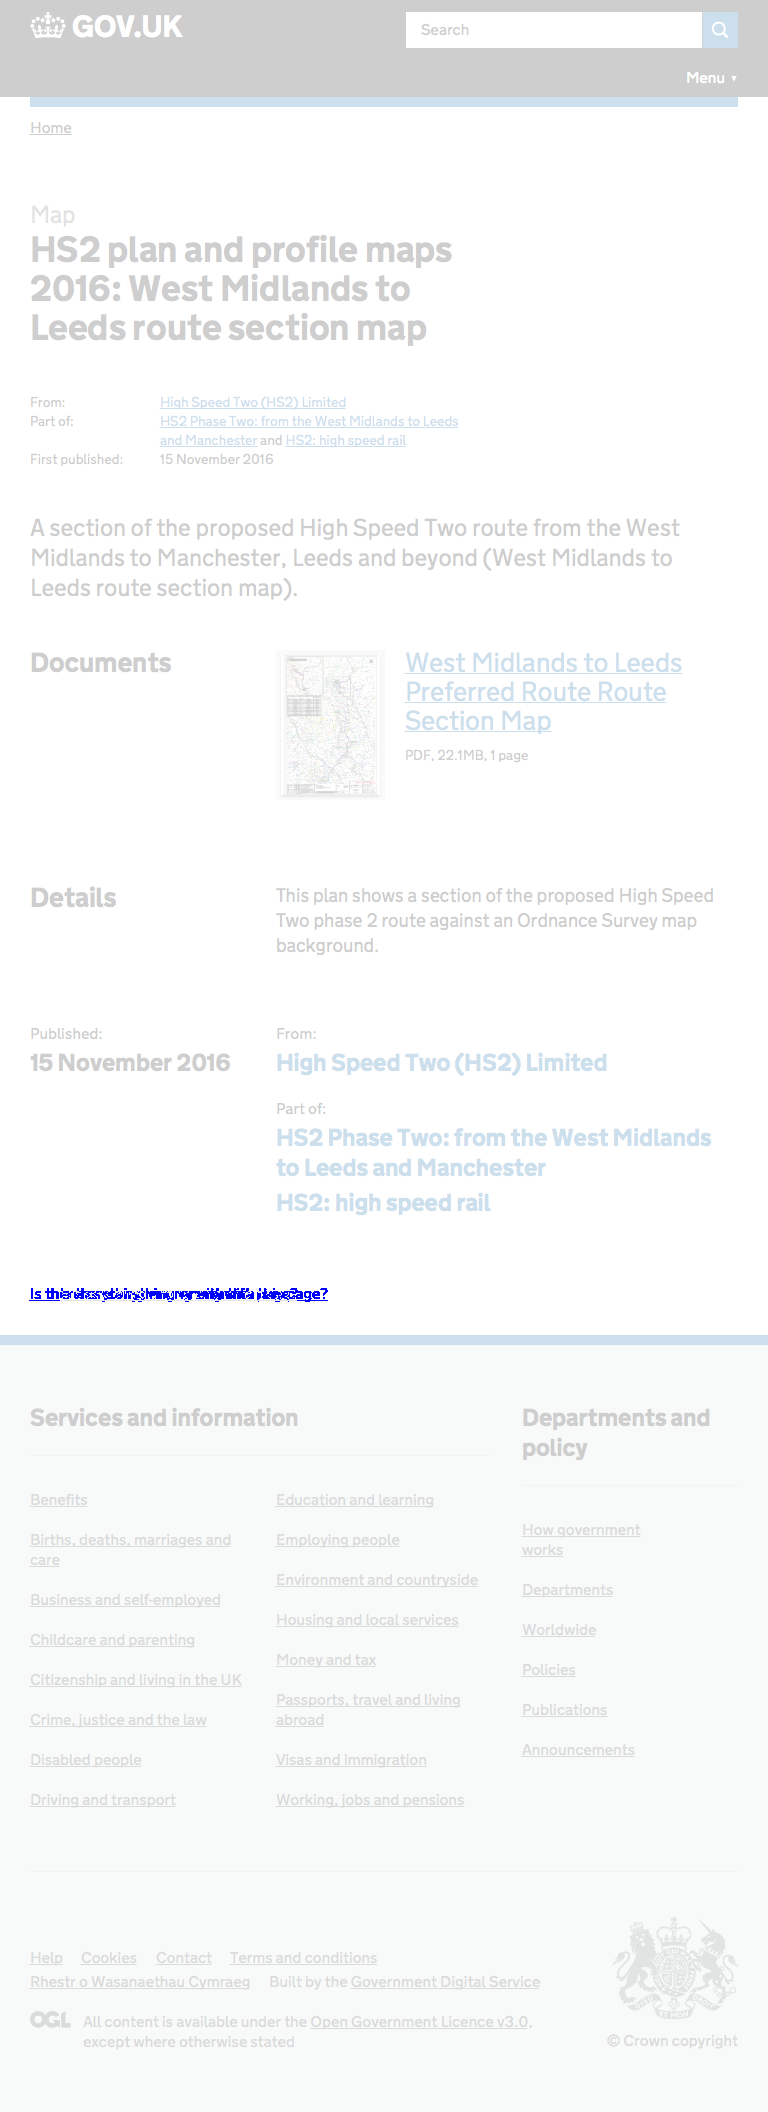 GOV.UK
Search
Menu ▼
Home
Map
HS2 plan and profile maps
2016: West Midlands to
Leeds route section map
From: High Speed Two (HS2) Limited
Part of: HS2 Phase Two: from the West Midlands to Leeds
and Manchester and HS2: high speed rail
First published: 15 November 2016
A section of the proposed High Speed Two route from the West
Midlands to Manchester, Leeds and beyond (West Midlands to
Leeds route section map).
Documents
West Midlands to Leeds
Preferred Route Route
Section Map
PDF, 22.1MB, 1 page
Details
This plan shows a section of the proposed High Speed
Two phase 2 route against an Ordnance Survey map
background.
Published:
15 November 2016
From:
High Speed Two (HS2) Limited
Part of:
HS2 Phase Two: from the West Midlands
to Leeds and Manchester
HS2: high speed rail
Services and information
Benefits
Births, deaths, marriages and
care
Business and self-employed
Childcare and parenting
Citizenship and living in the UK
Crime, justice and the law
Disabled people
Driving and transport
Education and learning
Employing people
Environment and countryside
Housing and local services
Money and tax
Passports, travel and living
abroad
Visas and immigration
Working, jobs and pensions
Departments and
policy
How government
works
Departments
Worldwide
Policies
Publications
Announcements
Help Cookies Contact Terms and conditions
Rhestr o Wasanaethau Cymraeg Built by the Government Digital Service
OGL All content is available under the Open Government Licence v3.0,
except where otherwise stated
© Crown copyright